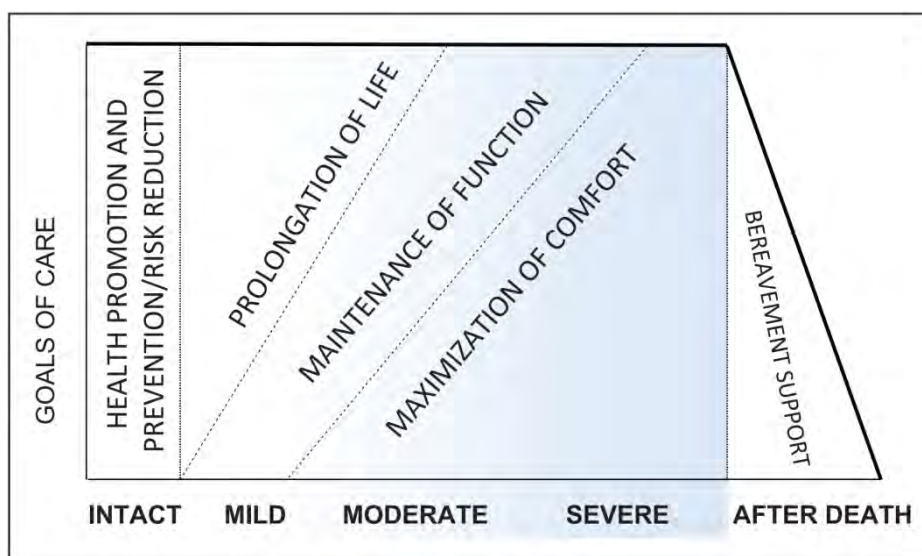 GOALS OF CARE
HEALTH PROMOTION AND
PREVENTION/RISK REDUCTION
PROLONGATION OF LIFE
MAINTENANCE OF FUNCTION
MAXIMIZATION OF COMFORT
BEREAVEMENT SUPPORT
INTACT MILD MODERATE SEVERE AFTER DEATH